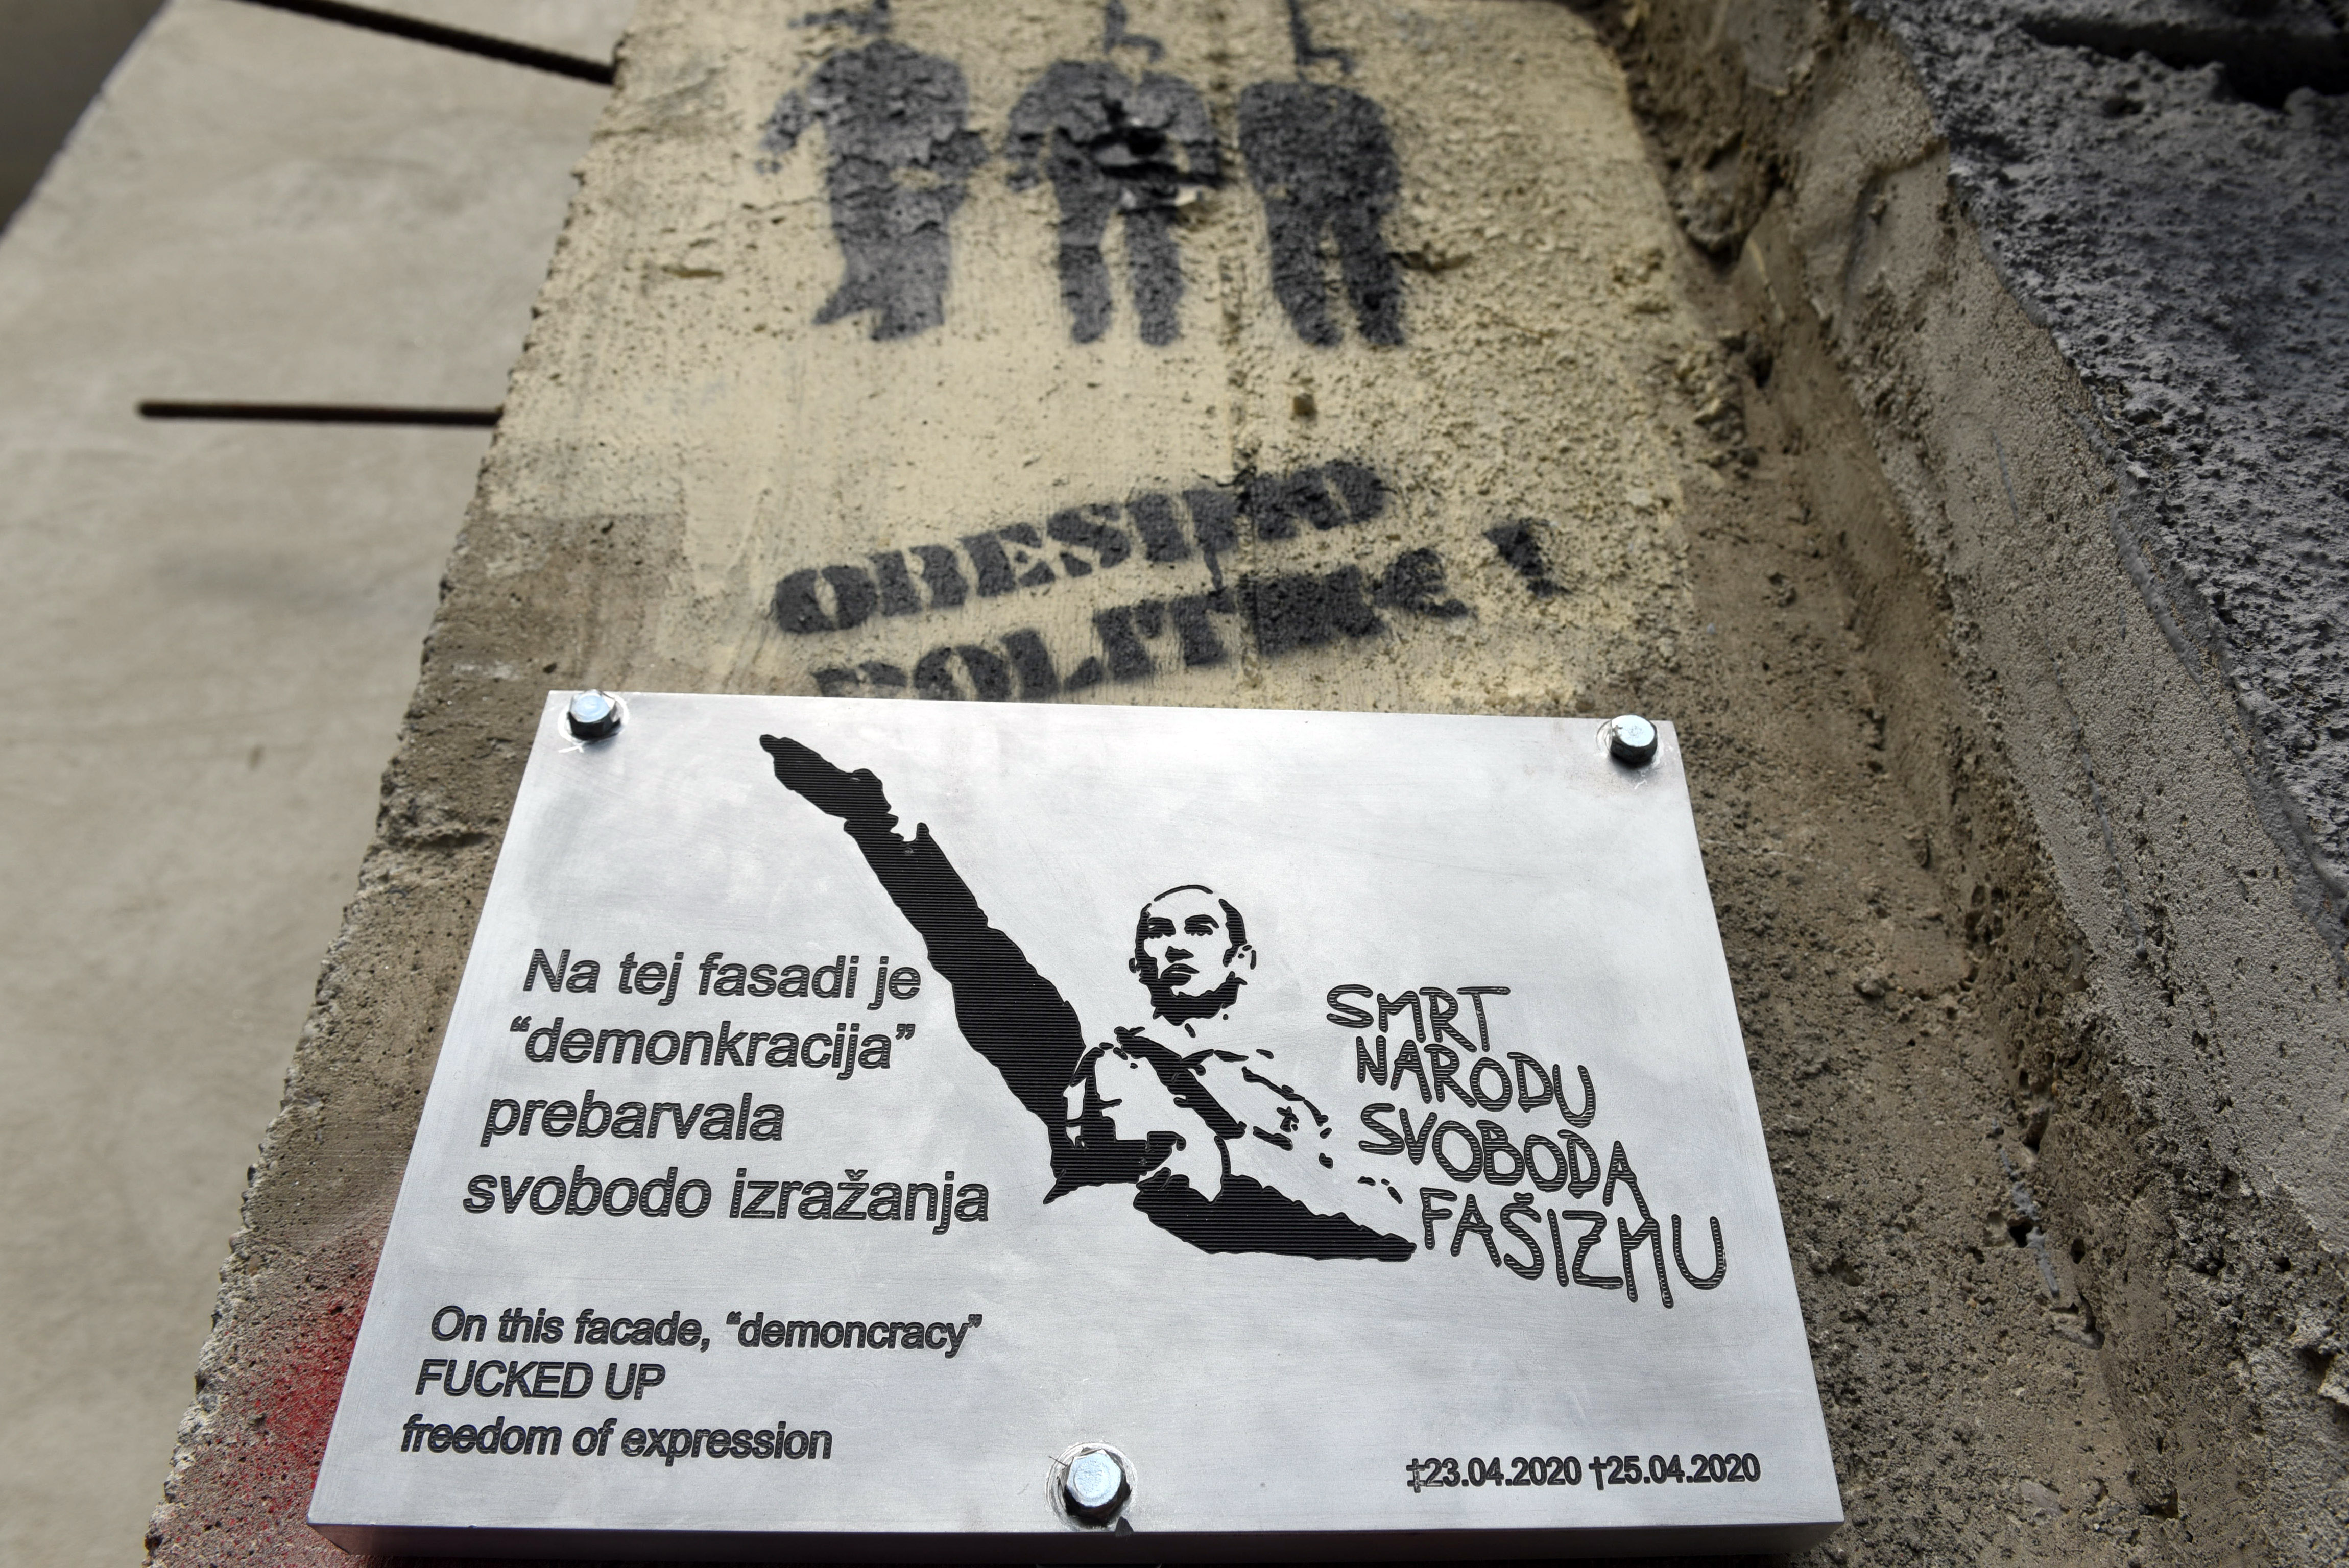 OBESIMO
POLITIKE !
Na tej fasadi je
“demonkracija”
prebarvala
svobodo izražanja
SMRT
NARODU
SVOBODA
FAŠIZMU
On this facade, “demoncracy”
FUCKED UP
freedom of expression
‡23.04.2020 †25.04.2020